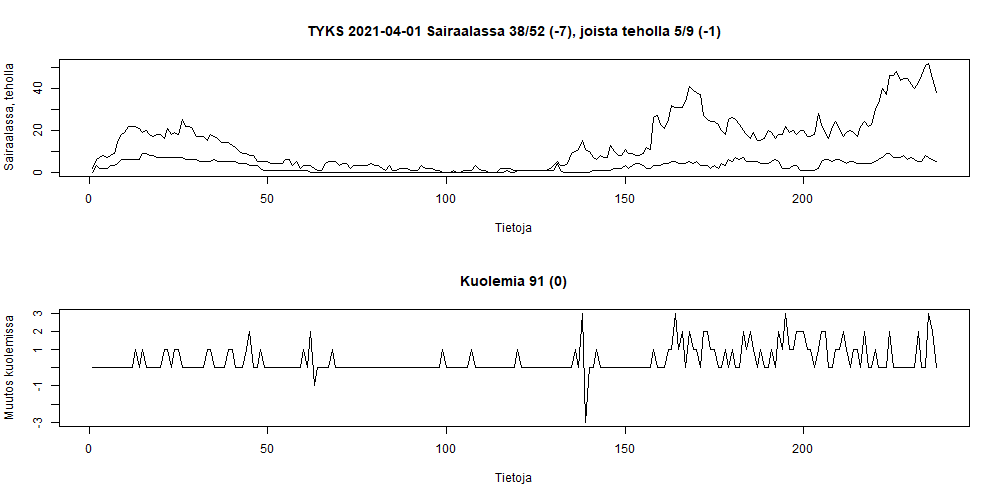 TYKS 2021-04-01 Sairaalassa 38/52 (-7), joista teholla 5/9 (-1)
Sairaalassa, teholla
40
20
0
0 50 100 150 200
Tietoja
Kuolemia 91 (0)
Muutos kuolemissa
3
1
-1
-3
0 50 100 150 200
Tietoja